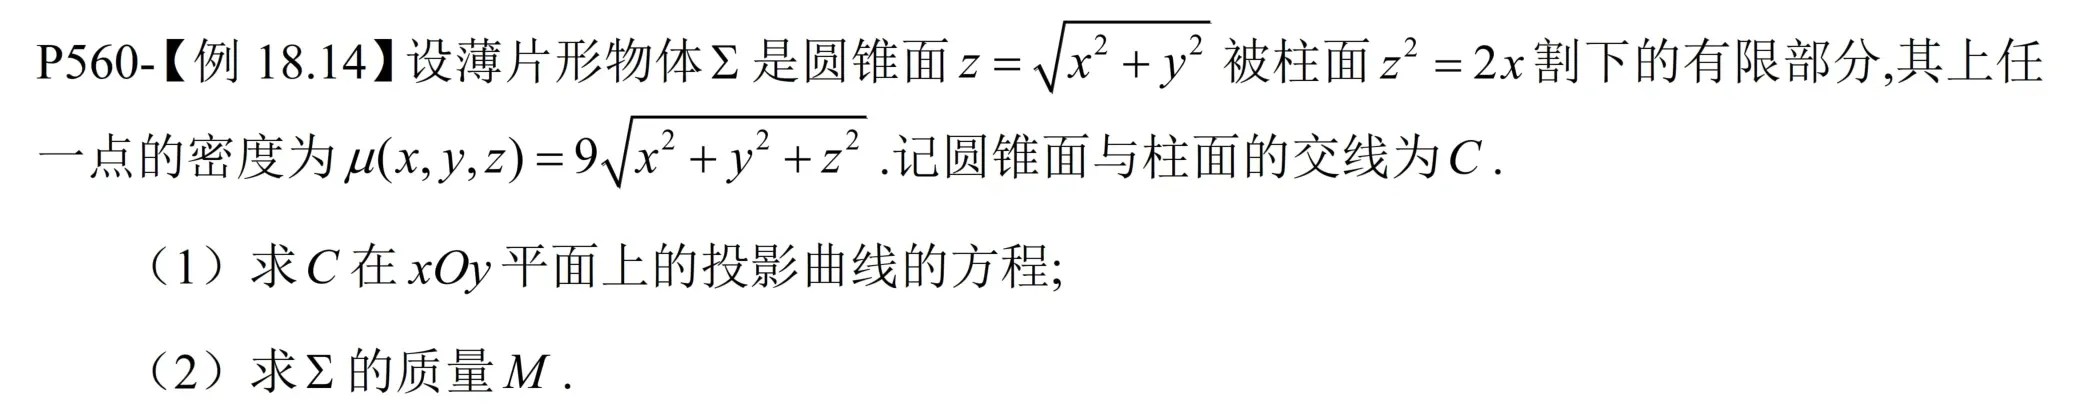 P560-【例 18.14】设薄片形物体 Σ 是圆锥面 $z=\sqrt{x^2+y^2}$ 被柱面 $z^2=2x$ 割下的有限部分,其上任
一点的密度为 $\mu(x,y,z)=9\sqrt{x^2+y^2+z^2}$ .记圆锥面与柱面的交线为 C .
（1）求 C 在 xOy 平面上的投影曲线的方程;
（2）求 Σ 的质量 M .